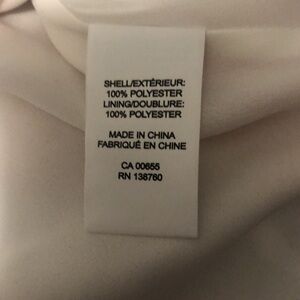 SHELL/EXTÉRIEUR:
100% POLYESTER
LINING/DOUBLURE:
100% POLYESTER
MADE IN CHINA
FABRIQUÉ EN CHINE
CA 00655
RN 138760